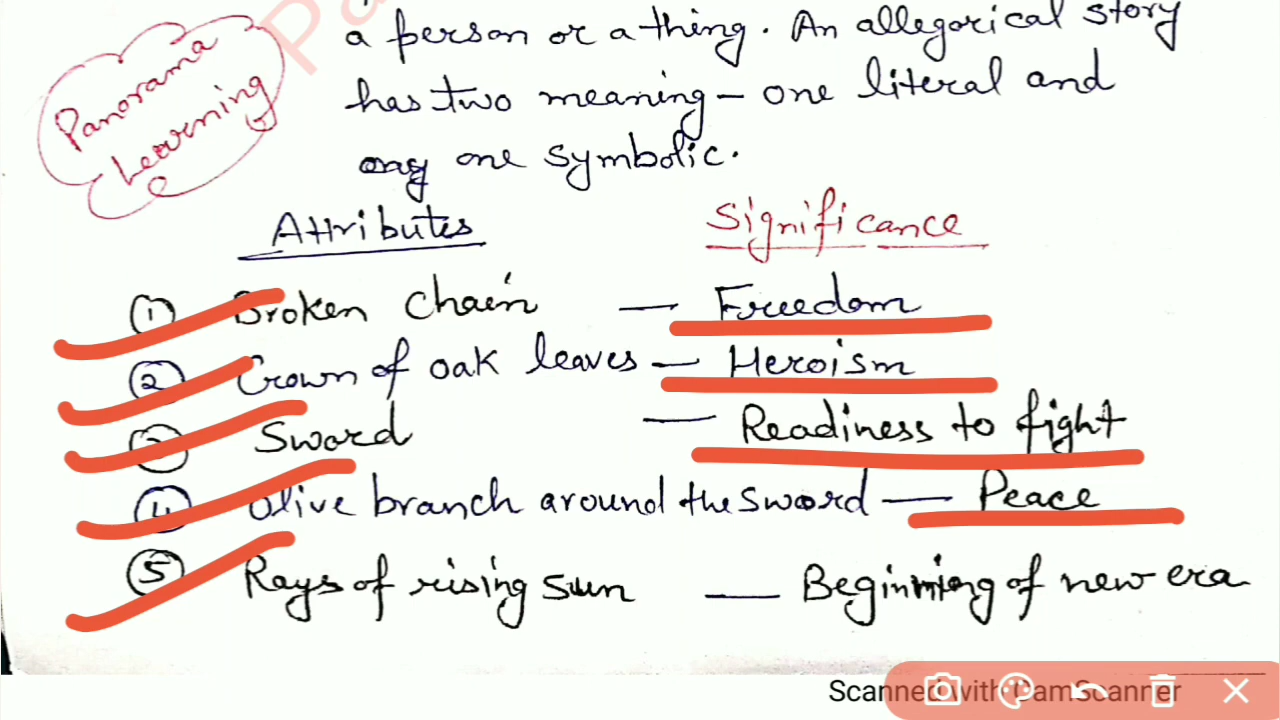 a person or a thing. An allegorical story
Panorama
Learning
has two meaning - one literal and
one symbolic.
Attributes Significance
① Broken Chain — Freedom
② Crown of oak leaves — Heroism
③ Sword — Readiness to fight
④ Olive branch around the sword — Peace
⑤ Rays of rising sun — Beginning of new era
Scanned with CamScanner